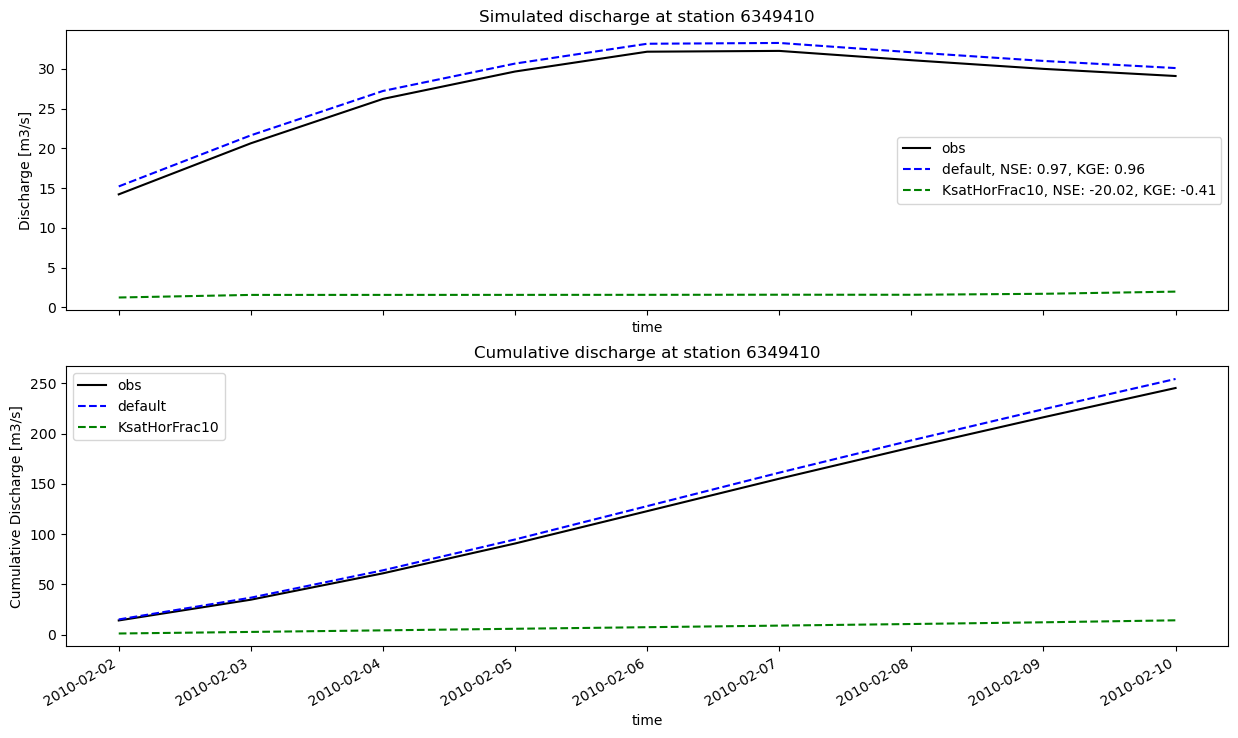 Simulated discharge at station 6349410
Discharge [m3/s]
30
25
20
15
10
5
0
obs
default, NSE: 0.97, KGE: 0.96
KsatHorFrac10, NSE: -20.02, KGE: -0.41
time
Cumulative discharge at station 6349410
Cumulative Discharge [m3/s]
250
200
150
100
50
0
obs
default
KsatHorFrac10
2010-02-02
2010-02-03
2010-02-04
2010-02-05
2010-02-06
2010-02-07
2010-02-08
2010-02-09
2010-02-10
time